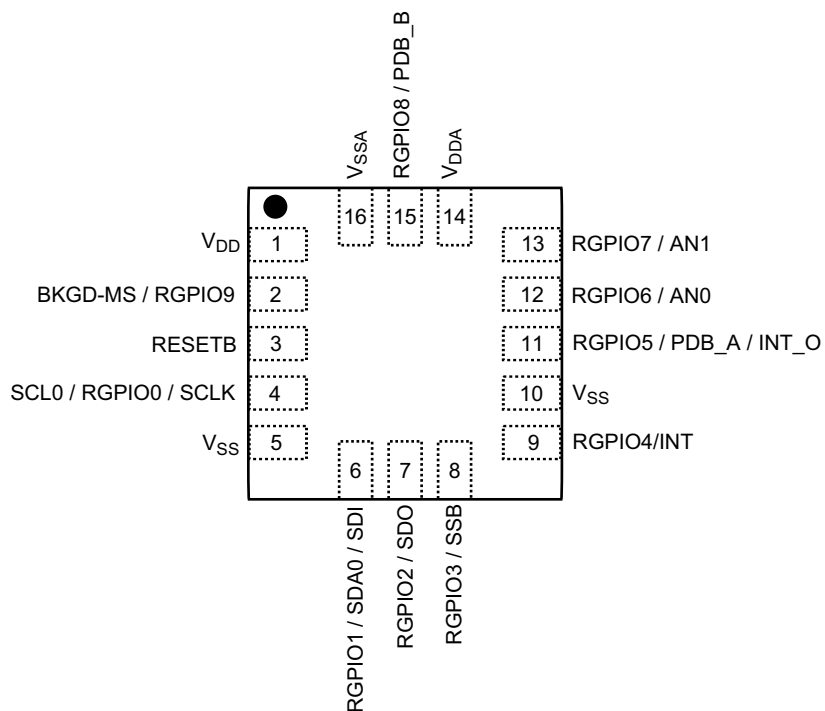 RGPIO8 / PDB_B
VSSA
VDDA
16
15
14
VDD
1
13
RGPIO7 / AN1
BKGD-MS / RGPIO9
2
12
RGPIO6 / AN0
RESETB
3
11
RGPIO5 / PDB_A / INT_O
SCL0 / RGPIO0 / SCLK
4
10
VSS
VSS
5
9
RGPIO4/INT
6
7
8
RGPIO1 / SDA0 / SDI
RGPIO2 / SDO
RGPIO3 / SSB